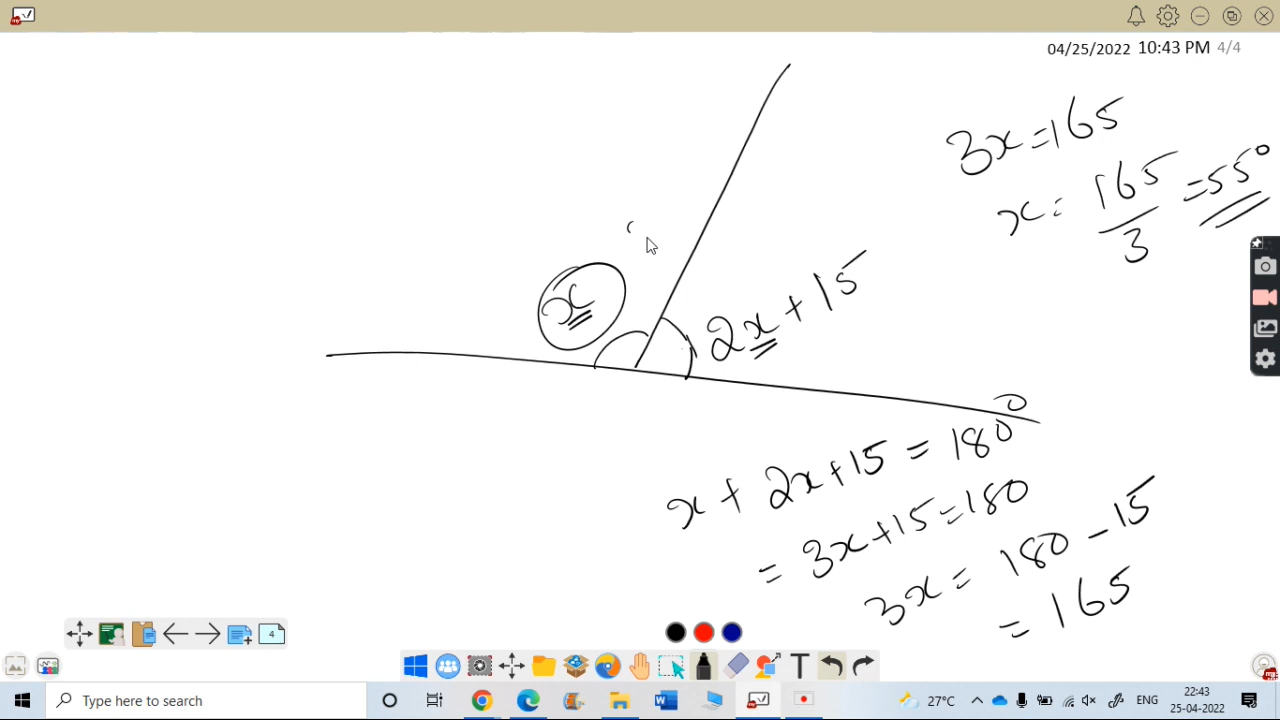 04/25/2022 10:43 PM 4/4
3x=165
x= 165/3 =55°
x
2x+15
x + 2x+15 = 180°
= 3x+15=180
3x = 180 - 15
= 165
4
T
Type here to search
27°C
ENG
22:43
25-04-2022